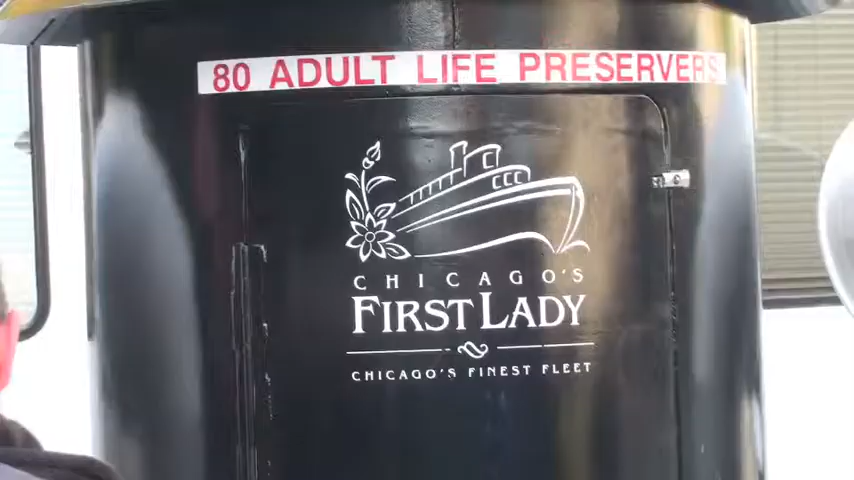 80 ADULT LIFE PRESERVERS
CHICAGO'S
FIRST LADY
CHICAGO'S FINEST FLEET